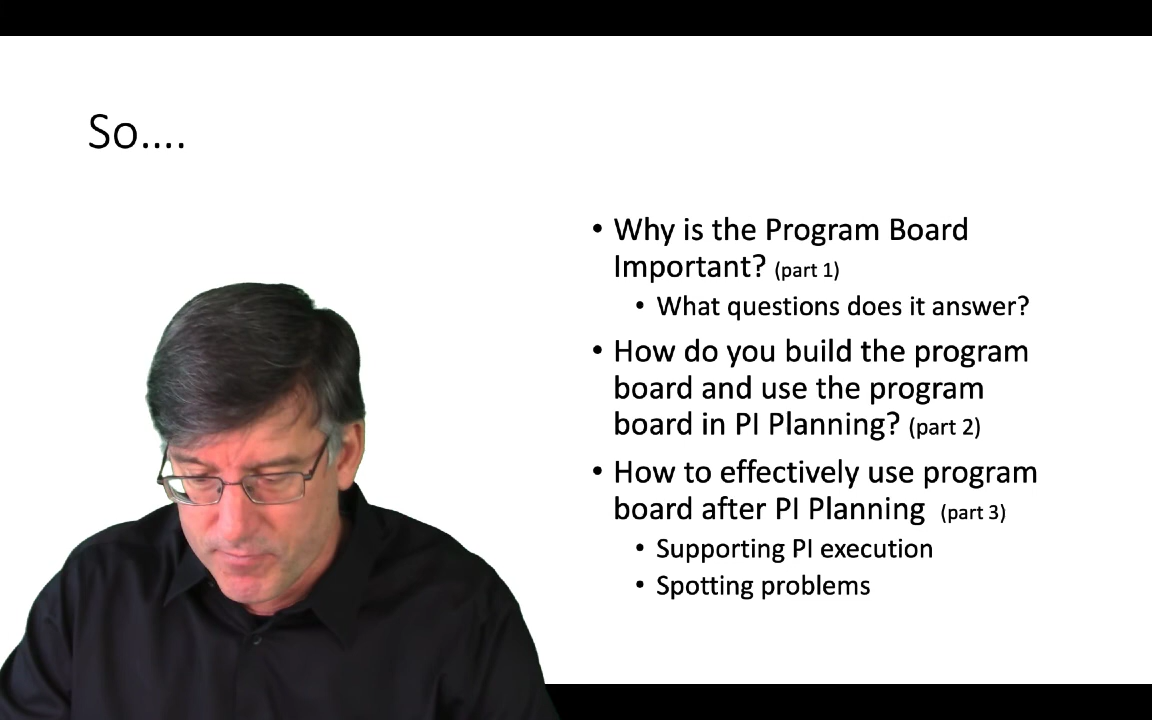 So....
• Why is the Program Board
Important? (part 1)
• What questions does it answer?
• How do you build the program
board and use the program
board in PI Planning? (part 2)
• How to effectively use program
board after PI Planning (part 3)
• Supporting PI execution
• Spotting problems